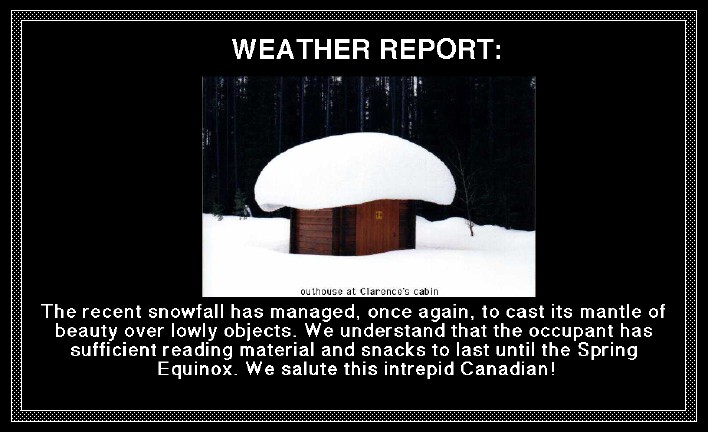 WEATHER REPORT:
outhouse at Clarence's cabin
The recent snowfall has managed, once again, to cast its mantle of
beauty over lowly objects. We understand that the occupant has
sufficient reading material and snacks to last until the Spring
Equinox. We salute this intrepid Canadian!